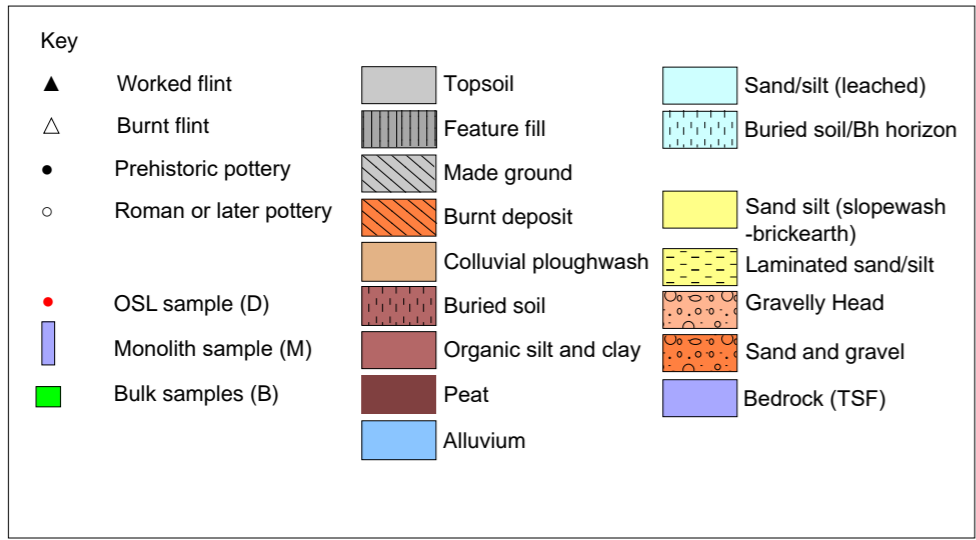 Key
Worked flint
Burnt flint
Prehistoric pottery
Roman or later pottery
OSL sample (D)
Monolith sample (M)
Bulk samples (B)
Topsoil
Feature fill
Made ground
Burnt deposit
Colluvial ploughwash
Buried soil
Organic silt and clay
Peat
Alluvium
Sand/silt (leached)
Buried soil/Bh horizon
Sand silt (slopewash
-brickearth)
Laminated sand/silt
Gravelly Head
Sand and gravel
Bedrock (TSF)